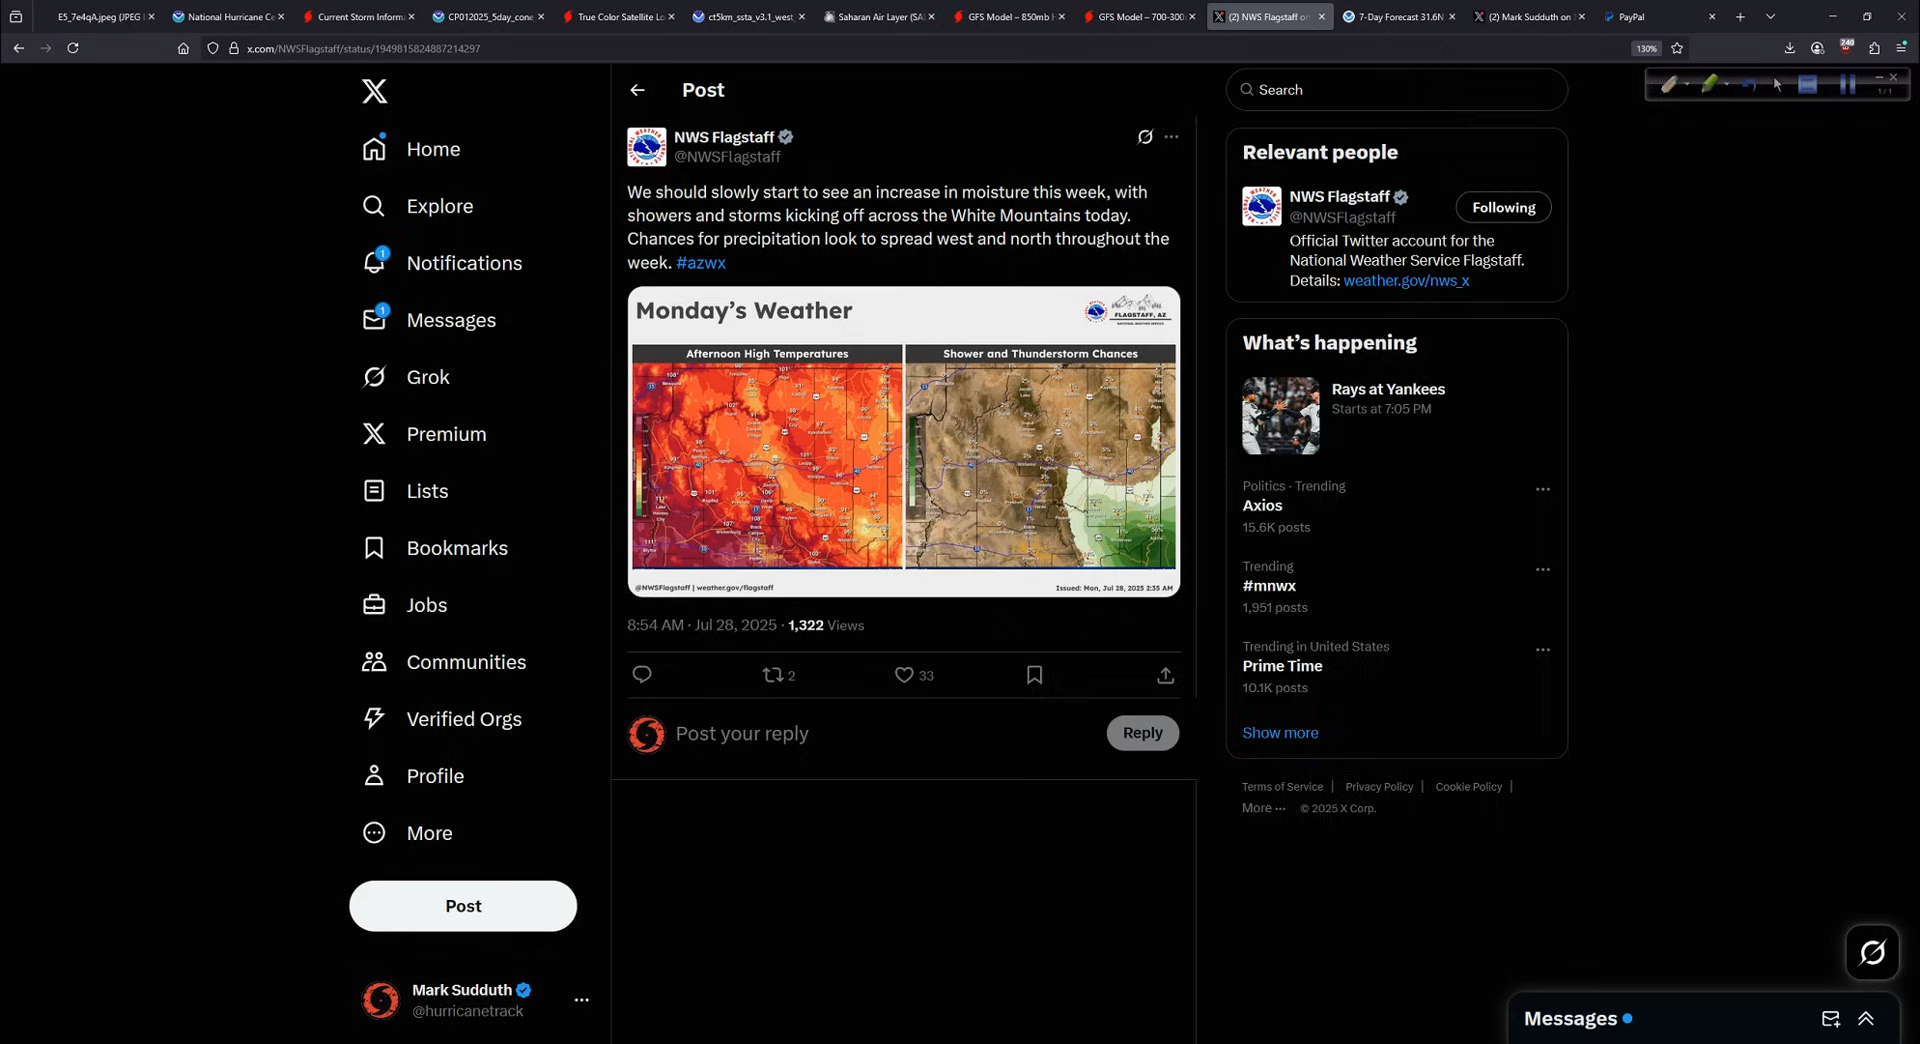 E5_7e4qA.jpeg (JPEG I
National Hurricane Ce
Current Storm Informa
CP012025_5day_cone
True Color Satellite Lo
ct5km_ssta_v3.1_west_
Saharan Air Layer (SA
GFS Model – 850mb H
GFS Model – 700-300
(2) NWS Flagstaff on
7-Day Forecast 31.6N
(2) Mark Sudduth on
PayPal
x.com/NWSFlagstaff/status/1949815824887214297
130%
240
1/1
Home
Explore
1
Notifications
1
Messages
Grok
Premium
Lists
Bookmarks
Jobs
Communities
Verified Orgs
Profile
More
Post
Mark Sudduth
@hurricanetrack
Post
NWS Flagstaff
@NWSFlagstaff
We should slowly start to see an increase in moisture this week, with
showers and storms kicking off across the White Mountains today.
Chances for precipitation look to spread west and north throughout the
week. #azwx
Monday's Weather
FLAGSTAFF, AZ
NATIONAL WEATHER SERVICE
Afternoon High Temperatures
Shower and Thunderstorm Chances
@NWSFlagstaff | weather.gov/flagstaff
Issued: Mon, Jul 28, 2025 2:35 AM
8:54 AM · Jul 28, 2025 · 1,322 Views
2
33
Post your reply
Reply
Search
Relevant people
NWS Flagstaff
@NWSFlagstaff
Following
Official Twitter account for the
National Weather Service Flagstaff.
Details: weather.gov/nws_x
What's happening
Rays at Yankees
Starts at 7:05 PM
Politics · Trending
Axios
15.6K posts
Trending
#mnwx
1,951 posts
Trending in United States
Prime Time
10.1K posts
Show more
Terms of Service |
Privacy Policy |
Cookie Policy |
More ···
© 2025 X Corp.
Messages